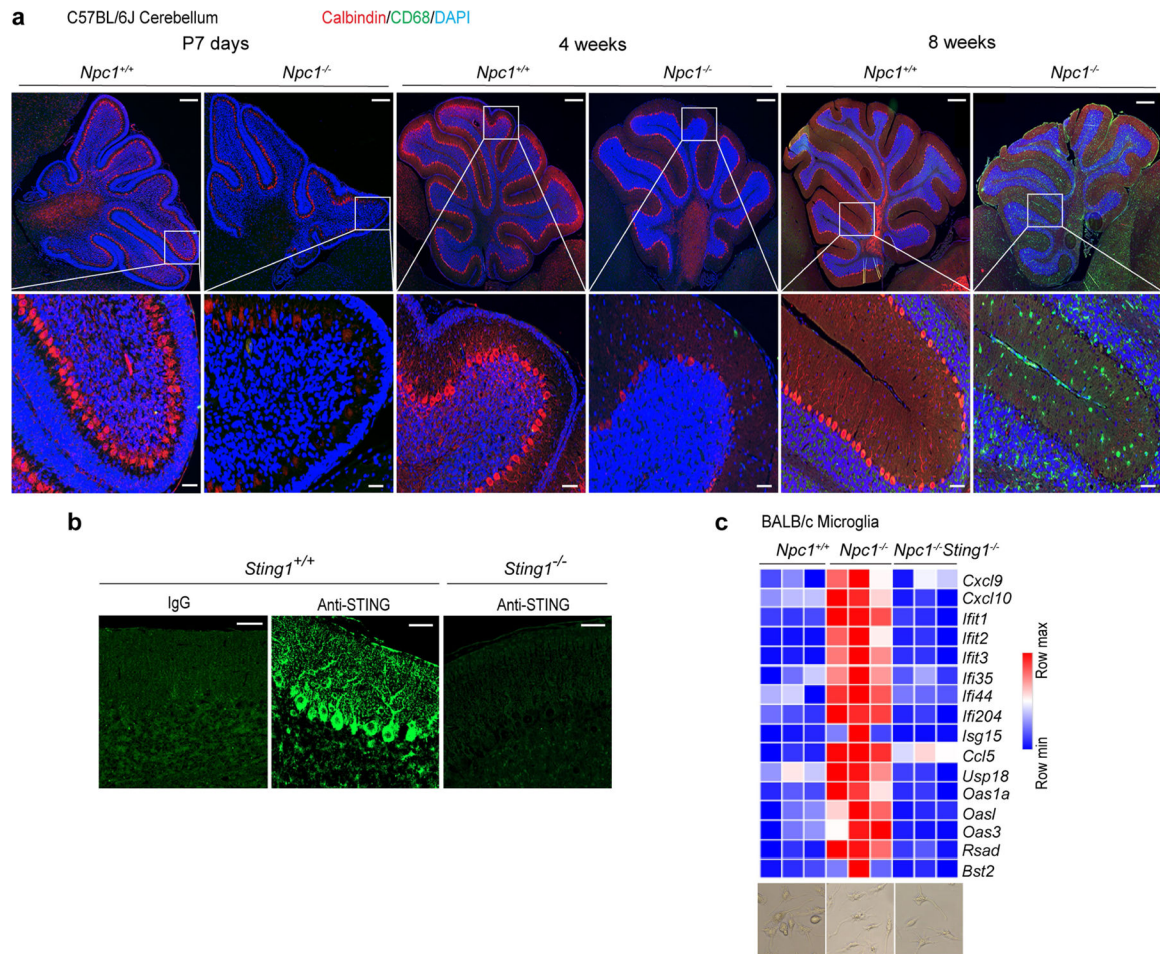 a
C57BL/6J Cerebellum
Calbindin/CD68/DAPI
P7 days
4 weeks
8 weeks
Npc1+/+
Npc1-/-
Npc1+/+
Npc1-/-
Npc1+/+
Npc1-/-
b
Sting1+/+
Sting1-/-
IgG
Anti-STING
Anti-STING
c
BALB/c Microglia
Npc1+/+
Npc1-/-
Npc1-/-Sting1-/-
Cxcl9
Cxcl10
Ifit1
Ifit2
Ifit3
Ifi35
Ifi44
Ifi204
Isg15
Ccl5
Usp18
Oas1a
Oasl
Oas3
Rsad
Bst2
Row max
Row min